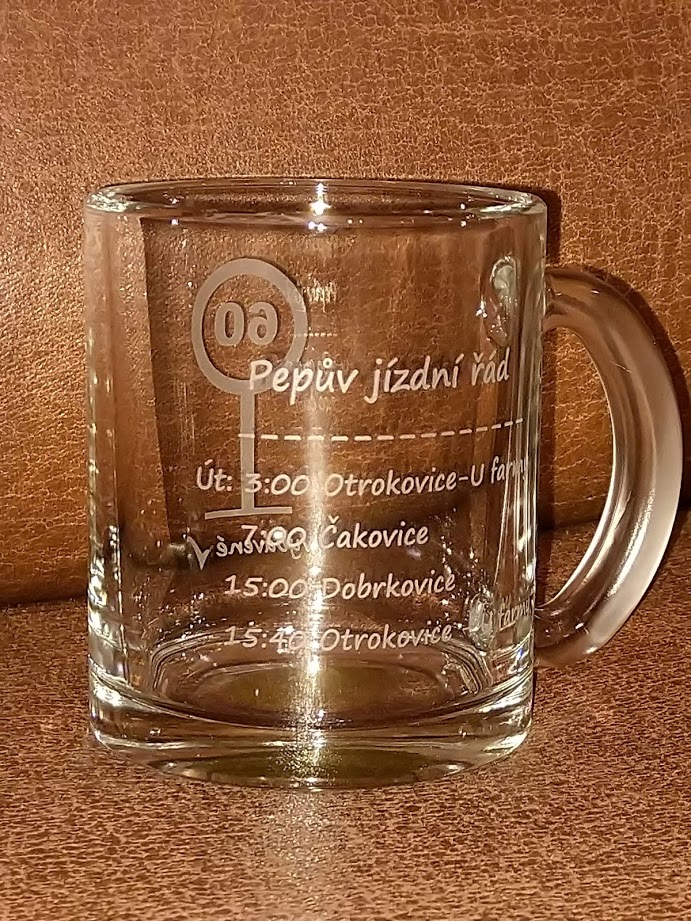 60
Pepův jízdní řád
Út: 3:00 Otrokovice-U farmy
7:00 Čakovice
15:00 Dobrkovice
15:40 Otrokovice